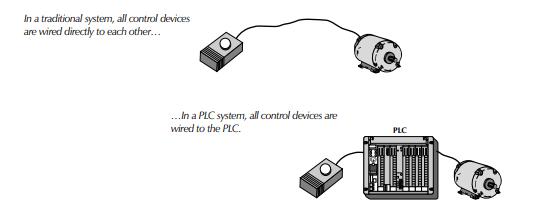 In a traditional system, all control devices
are wired directly to each other…
…In a PLC system, all control devices are
wired to the PLC.
PLC